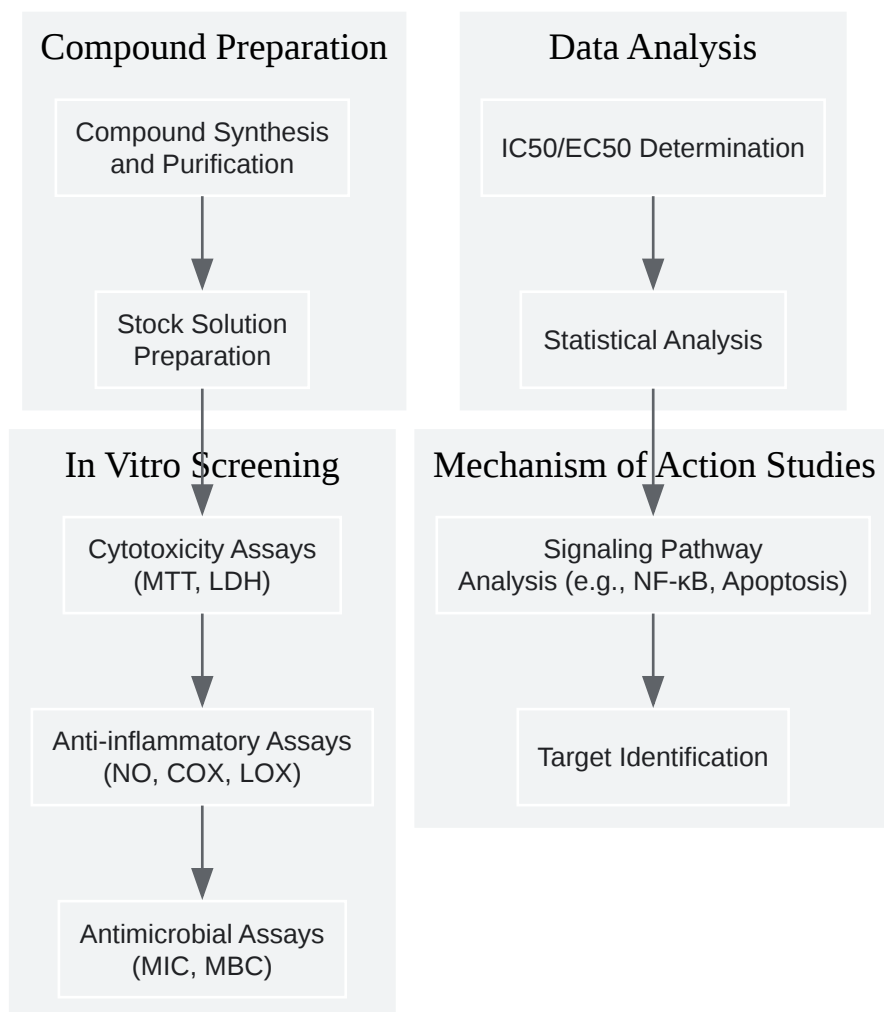 Compound Preparation
Compound Synthesis
and Purification
Stock Solution
Preparation
In Vitro Screening
Cytotoxicity Assays
(MTT, LDH)
Anti-inflammatory Assays
(NO, COX, LOX)
Antimicrobial Assays
(MIC, MBC)
Data Analysis
IC50/EC50 Determination
Statistical Analysis
Mechanism of Action Studies
Signaling Pathway
Analysis (e.g., NF-κB, Apoptosis)
Target Identification